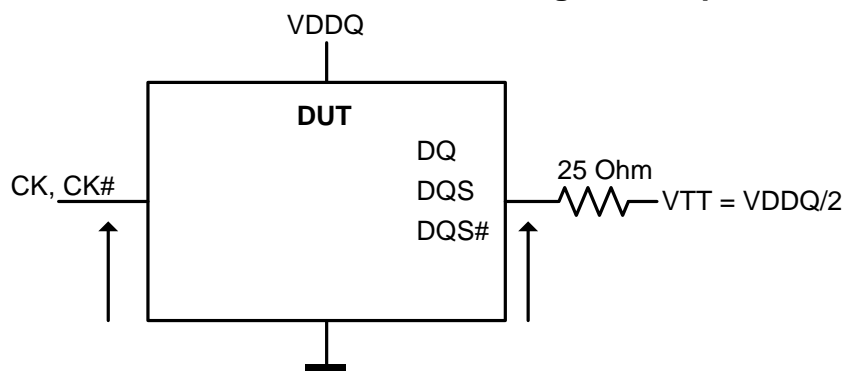 VDDQ
DUT
DQ
CK, CK#
DQS
25 Ohm
VTT = VDDQ/2
DQS#